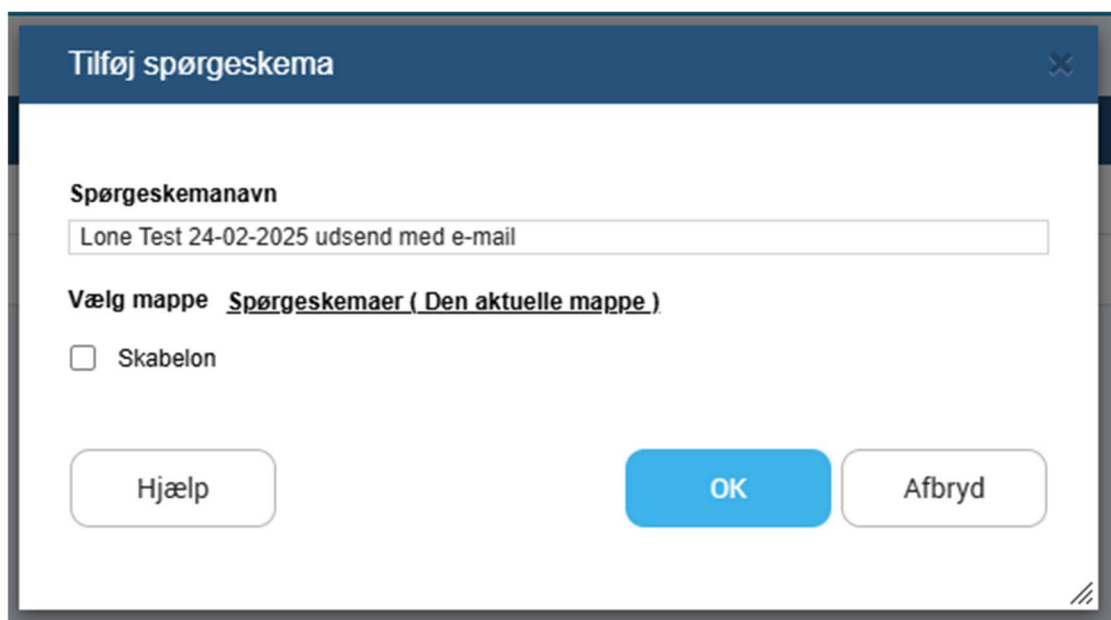 Tilføj spørgeskema
Spørgeskemanavn
Lone Test 24-02-2025 udsend med e-mail
Vælg mappe Spørgeskemaer ( Den aktuelle mappe )
Skabelon
Hjælp OK Afbryd